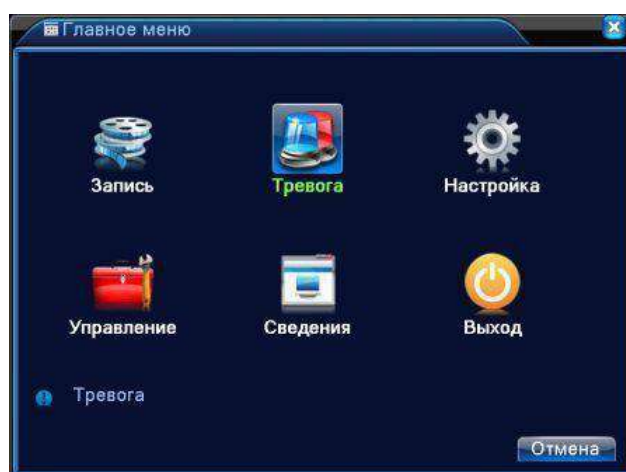 Главное меню
Запись Тревога Настройка
Управление Сведения Выход
Тревога
Отмена